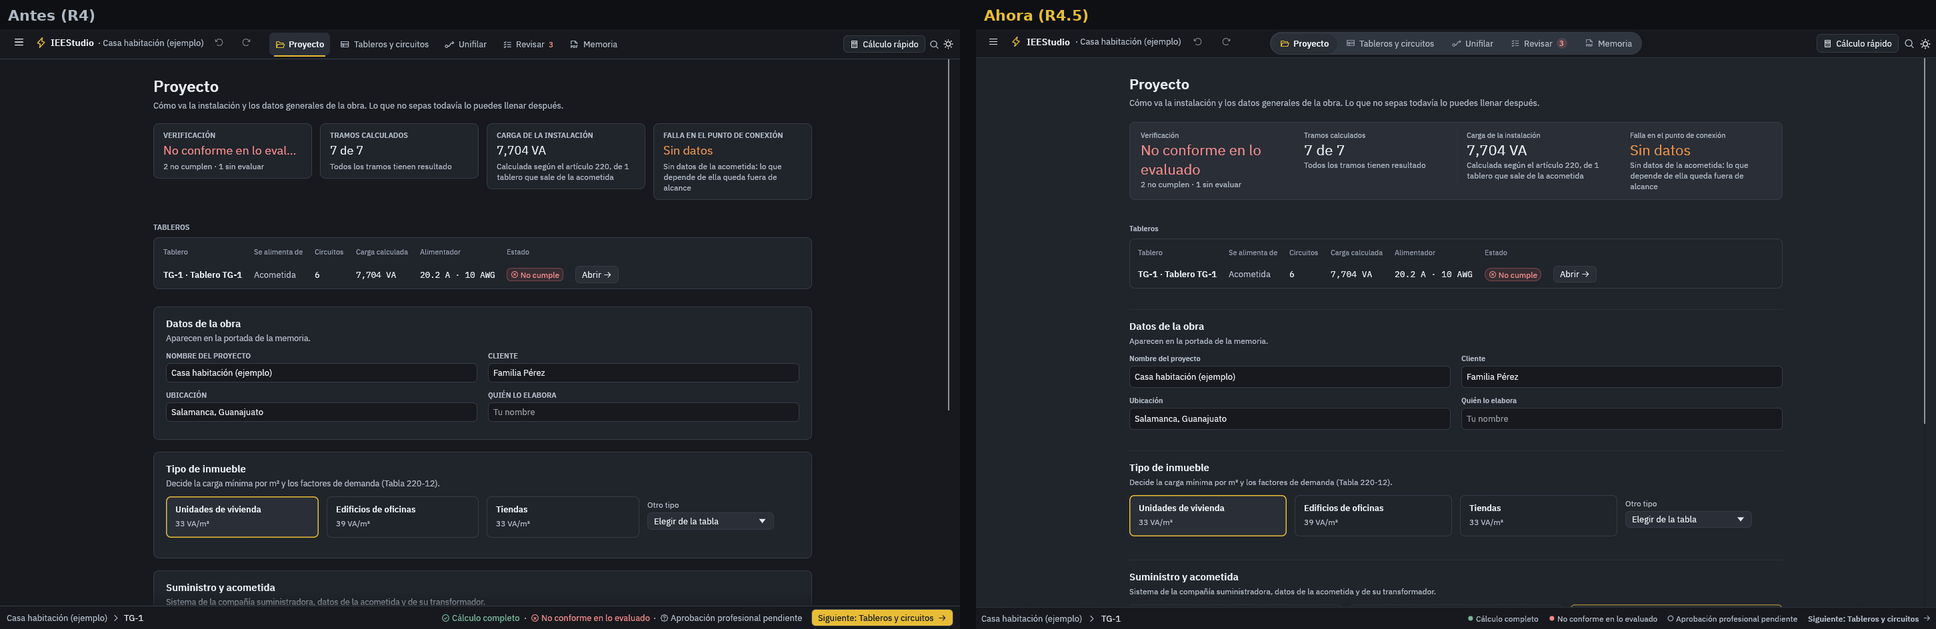 Antes (R4)
IEEStudio · Casa habitación (ejemplo)
Proyecto
Tableros y circuitos
Unifilar
Revisar 3
Memoria
Cálculo rápido
Proyecto
Cómo va la instalación y los datos generales de la obra. Lo que no sepas todavía lo puedes llenar después.
VERIFICACIÓN
No conforme en lo eval...
2 no cumplen · 1 sin evaluar
TRAMOS CALCULADOS
7 de 7
Todos los tramos tienen resultado
CARGA DE LA INSTALACIÓN
7,704 VA
Calculada según el artículo 220, de 1
tablero que sale de la acometida
FALLA EN EL PUNTO DE CONEXIÓN
Sin datos
Sin datos de la acometida: lo que
depende de ella queda fuera de
alcance
TABLEROS
Tablero Se alimenta de Circuitos Carga calculada Alimentador Estado
TG-1 · Tablero TG-1 Acometida 6 7,704 VA 20.2 A · 10 AWG No cumple Abrir →
Datos de la obra
Aparecen en la portada de la memoria.
NOMBRE DEL PROYECTO
Casa habitación (ejemplo)
CLIENTE
Familia Pérez
UBICACIÓN
Salamanca, Guanajuato
QUIÉN LO ELABORA
Tu nombre
Tipo de inmueble
Decide la carga mínima por m² y los factores de demanda (Tabla 220-12).
Unidades de vivienda
33 VA/m²
Edificios de oficinas
39 VA/m²
Tiendas
33 VA/m²
Otro tipo
Elegir de la tabla
Suministro y acometida
Sistema de la compañía suministradora, datos de la acometida y de su transformador.
Casa habitación (ejemplo) > TG-1
Cálculo completo · No conforme en lo evaluado · Aprobación profesional pendiente
Siguiente: Tableros y circuitos →
Ahora (R4.5)
IEEStudio · Casa habitación (ejemplo)
Proyecto
Tableros y circuitos
Unifilar
Revisar 3
Memoria
Cálculo rápido
Proyecto
Cómo va la instalación y los datos generales de la obra. Lo que no sepas todavía lo puedes llenar después.
Verificación
No conforme en lo
evaluado
2 no cumplen · 1 sin evaluar
Tramos calculados
7 de 7
Todos los tramos tienen resultado
Carga de la instalación
7,704 VA
Calculada según el artículo 220, de 1
tablero que sale de la acometida
Falla en el punto de conexión
Sin datos
Sin datos de la acometida: lo que
depende de ella queda fuera de
alcance
Tableros
Tablero Se alimenta de Circuitos Carga calculada Alimentador Estado
TG-1 · Tablero TG-1 Acometida 6 7,704 VA 20.2 A · 10 AWG No cumple Abrir →
Datos de la obra
Aparecen en la portada de la memoria.
Nombre del proyecto
Casa habitación (ejemplo)
Cliente
Familia Pérez
Ubicación
Salamanca, Guanajuato
Quién lo elabora
Tu nombre
Tipo de inmueble
Decide la carga mínima por m² y los factores de demanda (Tabla 220-12).
Unidades de vivienda
33 VA/m²
Edificios de oficinas
39 VA/m²
Tiendas
33 VA/m²
Otro tipo
Elegir de la tabla
Suministro y acometida
Sistema de la compañía suministradora, datos de la acometida y de su transformador.
Casa habitación (ejemplo) > TG-1
Cálculo completo
No conforme en lo evaluado
Aprobación profesional pendiente
Siguiente: Tableros y circuitos →